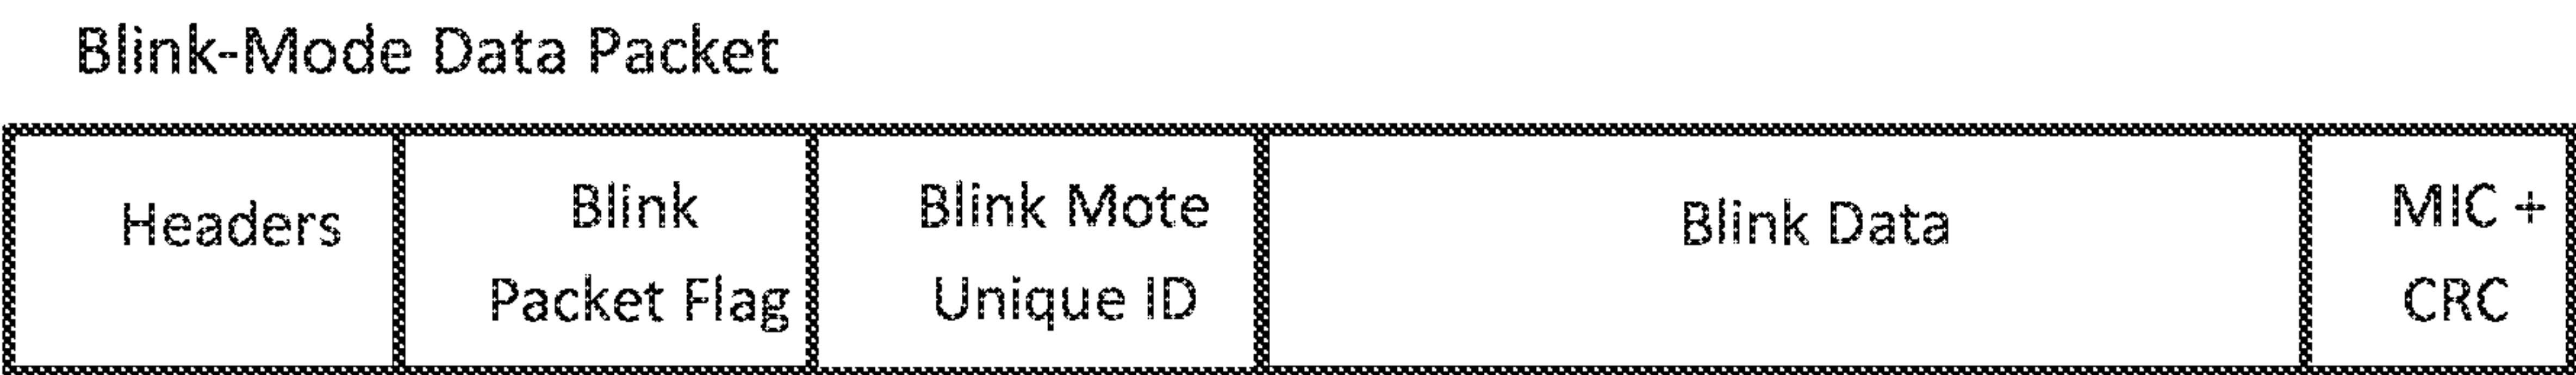 Blink-Mode Data Packet
Headers
Blink
Packet Flag
Blink Mote
Unique ID
Blink Data
MIC +
CRC